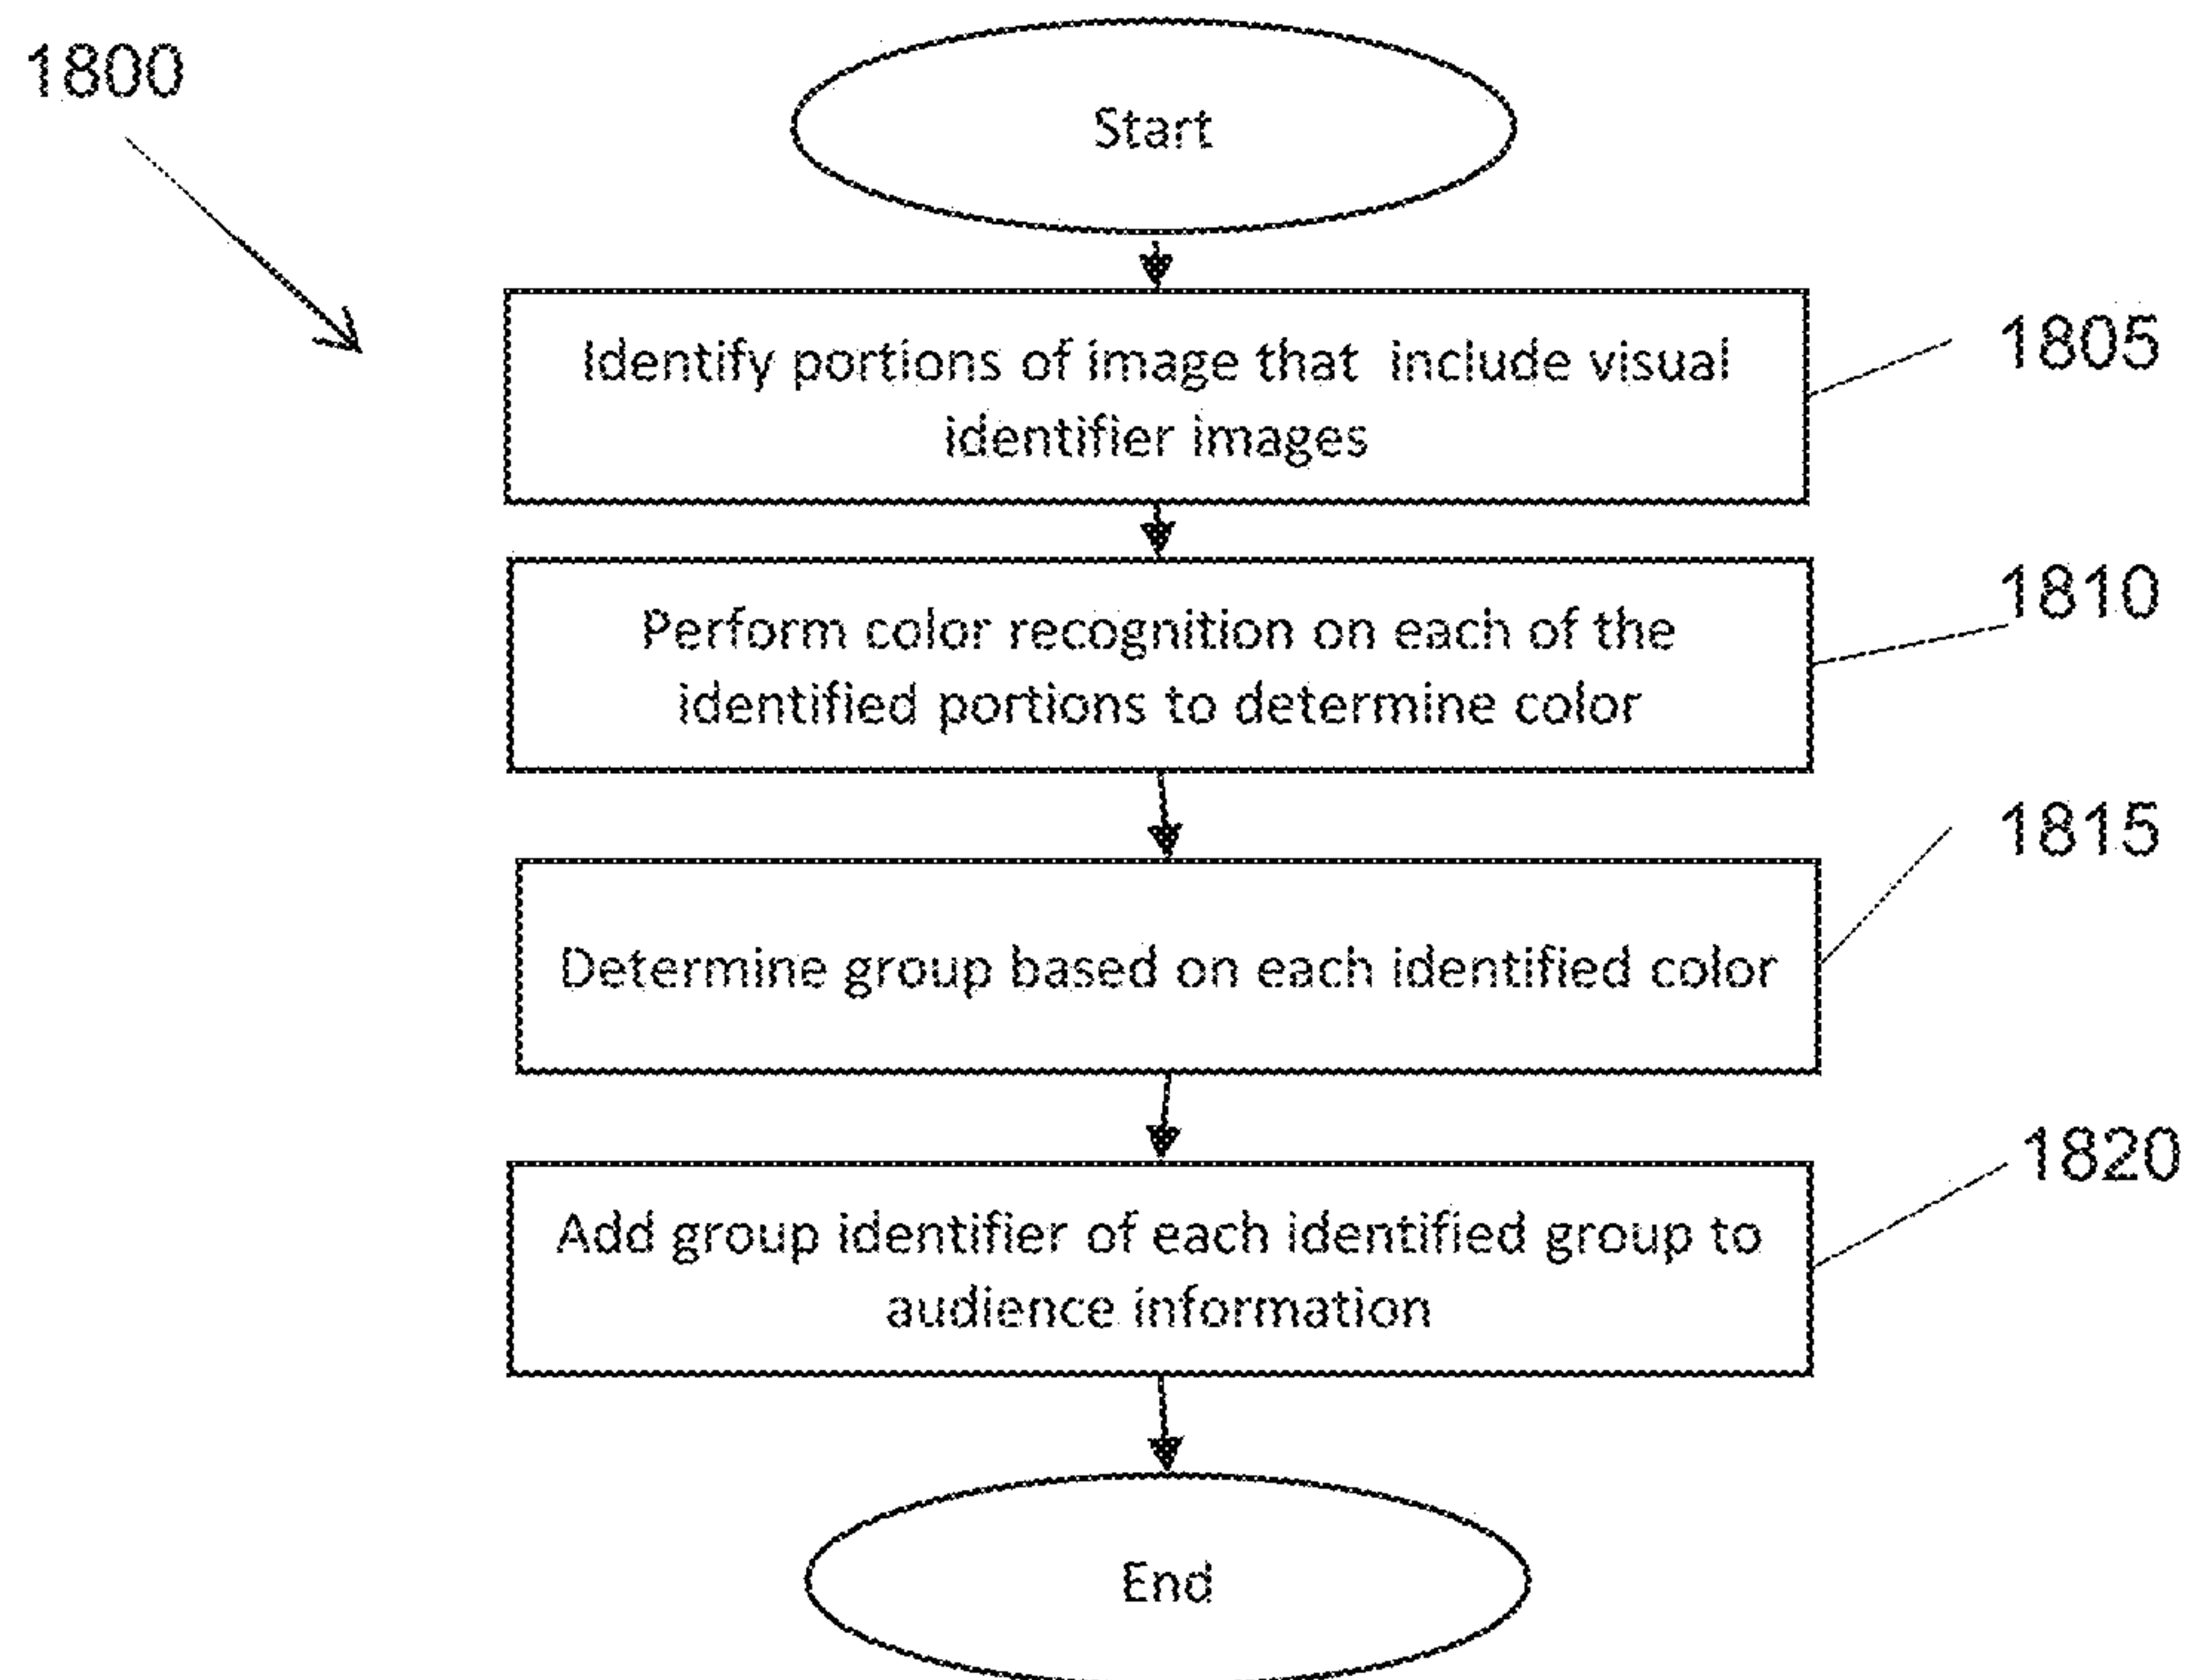 1800
Start
Identify portions of image that include visual
identifier images
1805
Perform color recognition on each of the
identified portions to determine color
1810
Determine group based on each identified color
1815
Add group identifier of each identified group to
audience information
1820
End